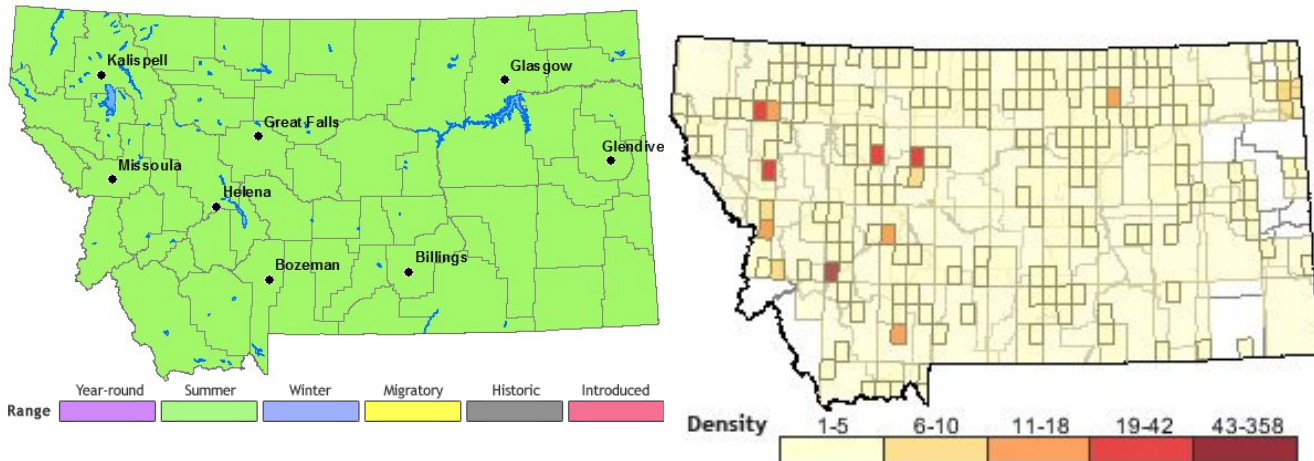 Kalispell
Glasgow
Great Falls
Glendive
Missoula
Helena
Billings
Bozeman
Year-round Summer Winter Migratory Historic Introduced
Range
Density 1-5 6-10 11-18 19-42 43-358